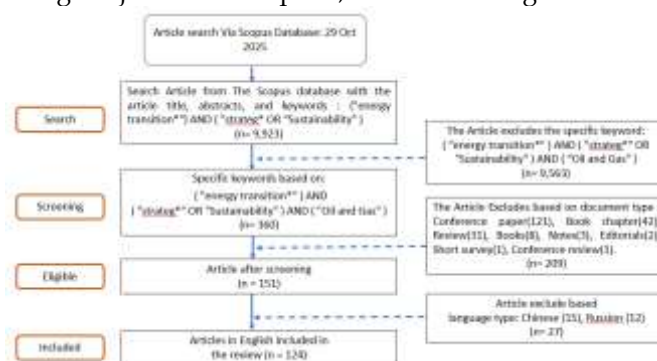 Article search Via Scopus Database: 29 Oct
2025
Search
Search Article from The Scopus database with the
article title, abstracts, and keywords : ("energy
transition*") AND ( "strateg* OR "Sustainability" )
(n= 9,923)
The Article excludes the specific keyword:
( "energy transition*" ) AND ( "strateg*" OR
"Sustainability" ) AND ( "Oil and Gas" )
(n= 9,563)
Screening
Specific keywords based on:
( "energy transition*" ) AND
( "strateg*" OR "Sustainability" ) AND ( "Oil and Gas" )
(n= 360)
The Article Excludes based on document type
Conference paper(121), Book chapter(42)
Review(31), Books(8), Notes(3), Editorials(2)
Short survey(1), Conference review(1).
(n= 209)
Eligible
Article after screening
(n = 151)
Article exclude based
language type: Chinese (15), Russion (12)
(n= 27)
Included
Articles in English Included in
the review (n = 124)